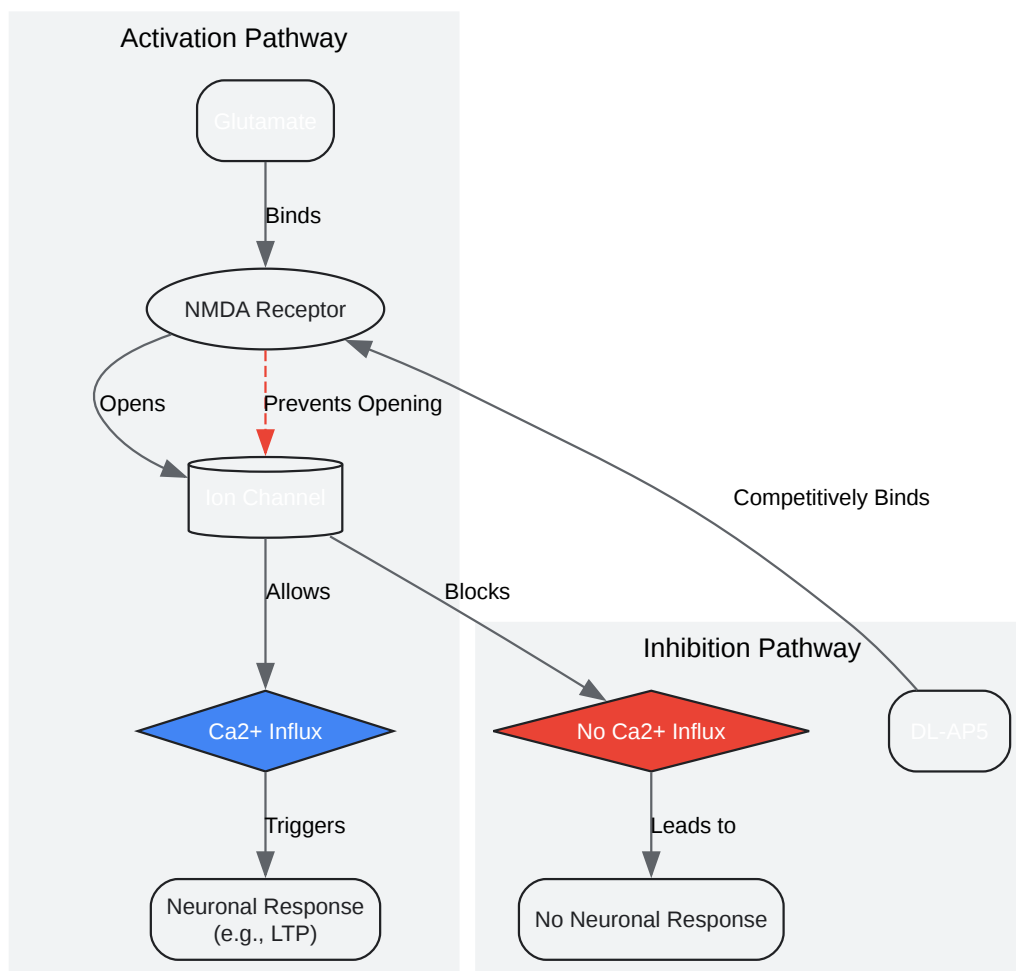 Activation Pathway
Glutamate
Binds
NMDA Receptor
Opens
Prevents Opening
Ion Channel
Competitively Binds
Allows
Blocks
Inhibition Pathway
Ca2+ Influx
No Ca2+ Influx
DL-AP5
Triggers
Leads to
Neuronal Response
(e.g., LTP)
No Neuronal Response